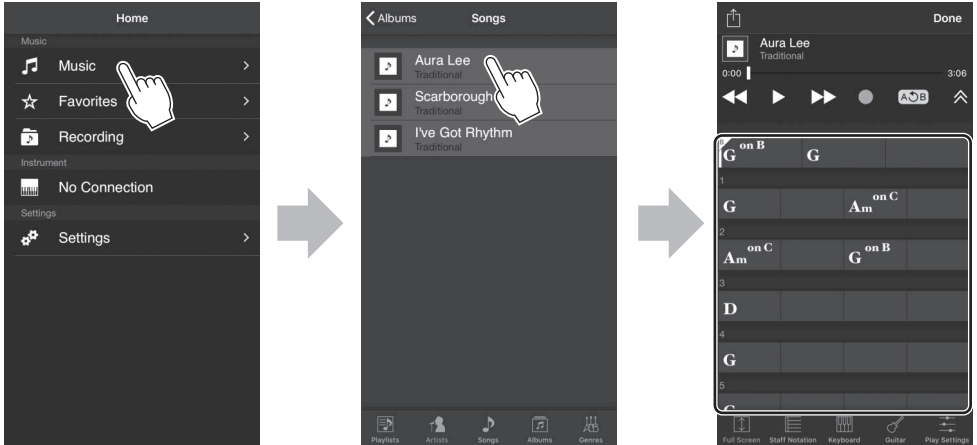 Home
Music
Music
Favorites
Recording
Instrument
No Connection
Settings
Settings
Albums Songs
Aura Lee
Traditional
Scarborough
Traditional
I've Got Rhythm
Traditional
Playlists Artists Songs Albums Genres
Done
Aura Lee
Traditional
0:00 3:06
A B
B
G on B G
1
G Am on C
2
Am on C G on B
3
D
4
G
5
Full Screen Staff Notation Keyboard Guitar Play Settings